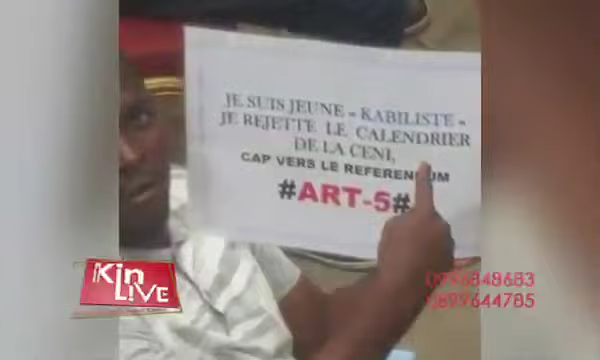 JE SUIS JEUNE « KABILISTE »
JE REJETTE LE CALENDRIER
DE LA CENI,
CAP VERS LE REFERENDUM
#ART-5#
Kin
LIVE
0996848683
0897644785